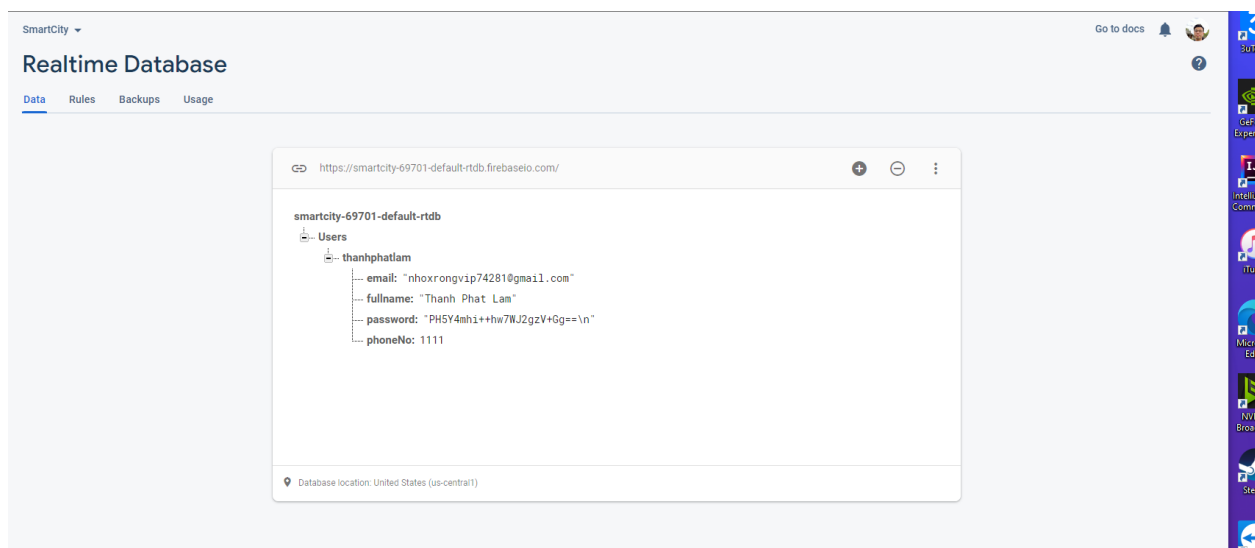 SmartCity
Go to docs
Realtime Database
Data Rules Backups Usage
https://smartcity-69701-default-rtdb.firebaseio.com/
smartcity-69701-default-rtdb
Users
thanhphatlam
email: "nhoxrongvip74281@gmail.com"
fullname: "Thanh Phat Lam"
password: "PH5Y4mhi++hw7WJ2gzV+Gg==\n"
phoneNo: 1111
Database location: United States (us-central1)